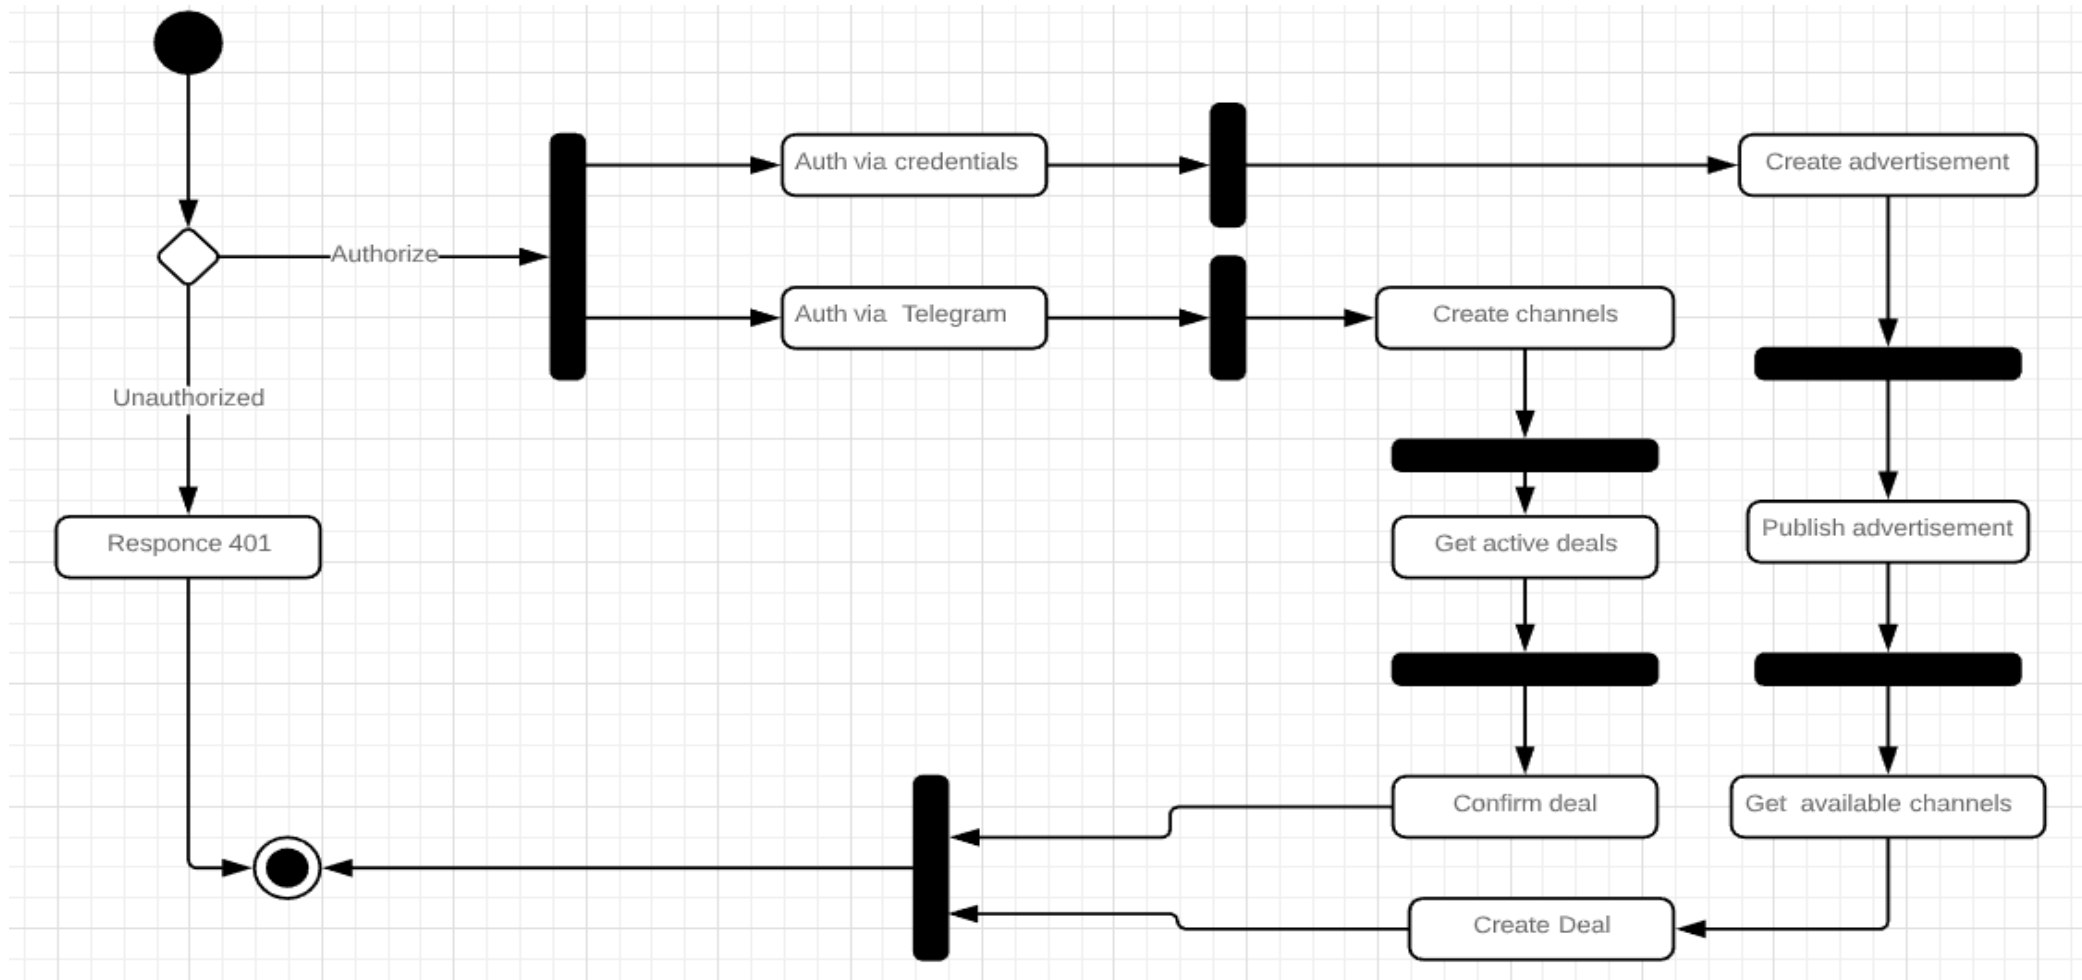 Auth via credentials
Create advertisement
Authorize
Auth via Telegram
Create channels
Unauthorized
Responce 401
Get active deals
Publish advertisement
Confirm deal
Get available channels
Create Deal